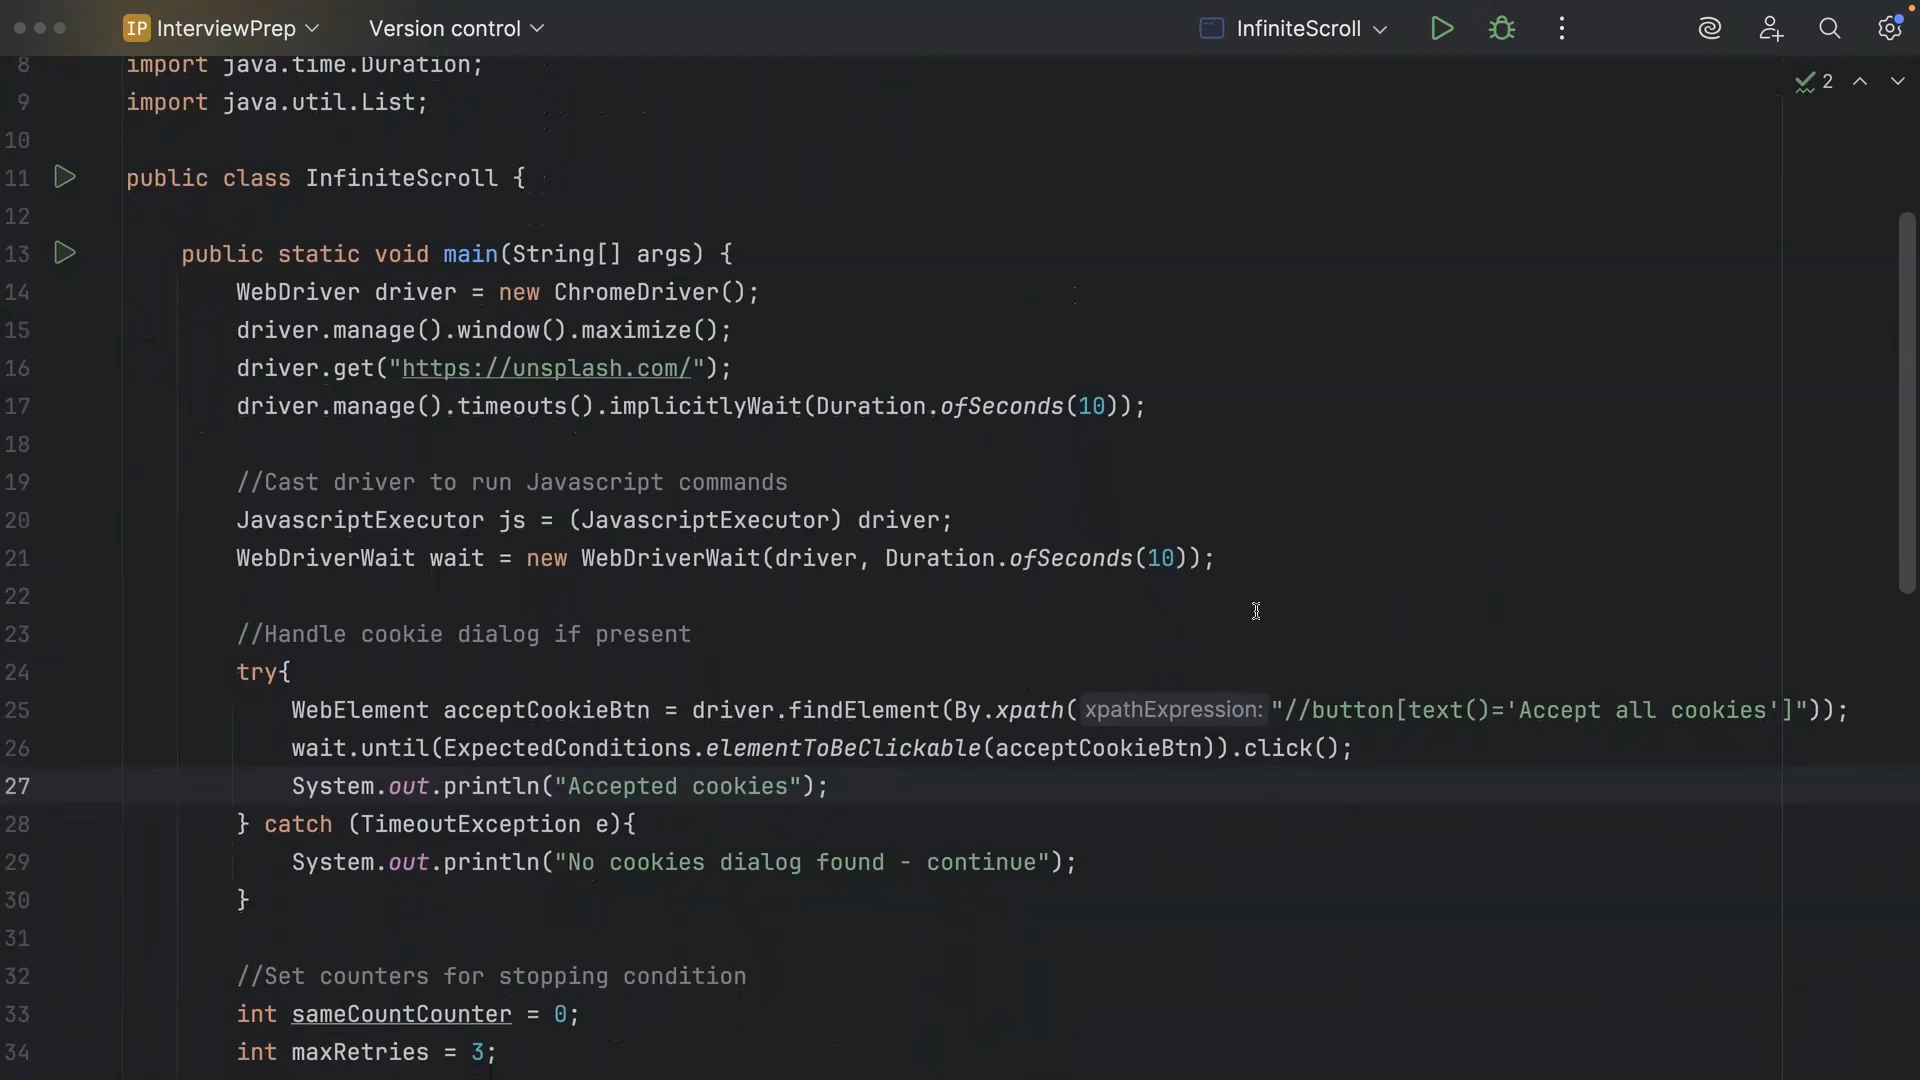 IP InterviewPrep Version control InfiniteScroll
8 import java.time.Duration;
2
9 import java.util.List;
10
11 public class InfiniteScroll {
12
13 public static void main(String[] args) {
14 WebDriver driver = new ChromeDriver();
15 driver.manage().window().maximize();
16 driver.get("https://unsplash.com/");
17 driver.manage().timeouts().implicitlyWait(Duration.ofSeconds(10));
18
19 //Cast driver to run Javascript commands
20 JavascriptExecutor js = (JavascriptExecutor) driver;
21 WebDriverWait wait = new WebDriverWait(driver, Duration.ofSeconds(10));
22
23 //Handle cookie dialog if present
24 try{
25 WebElement acceptCookieBtn = driver.findElement(By.xpath( xpathExpression: "//button[text()='Accept all cookies']"));
26 wait.until(ExpectedConditions.elementToBeClickable(acceptCookieBtn)).click();
27 System.out.println("Accepted cookies");
28 } catch (TimeoutException e){
29 System.out.println("No cookies dialog found - continue");
30 }
31
32 //Set counters for stopping condition
33 int sameCountCounter = 0;
34 int maxRetries = 3;